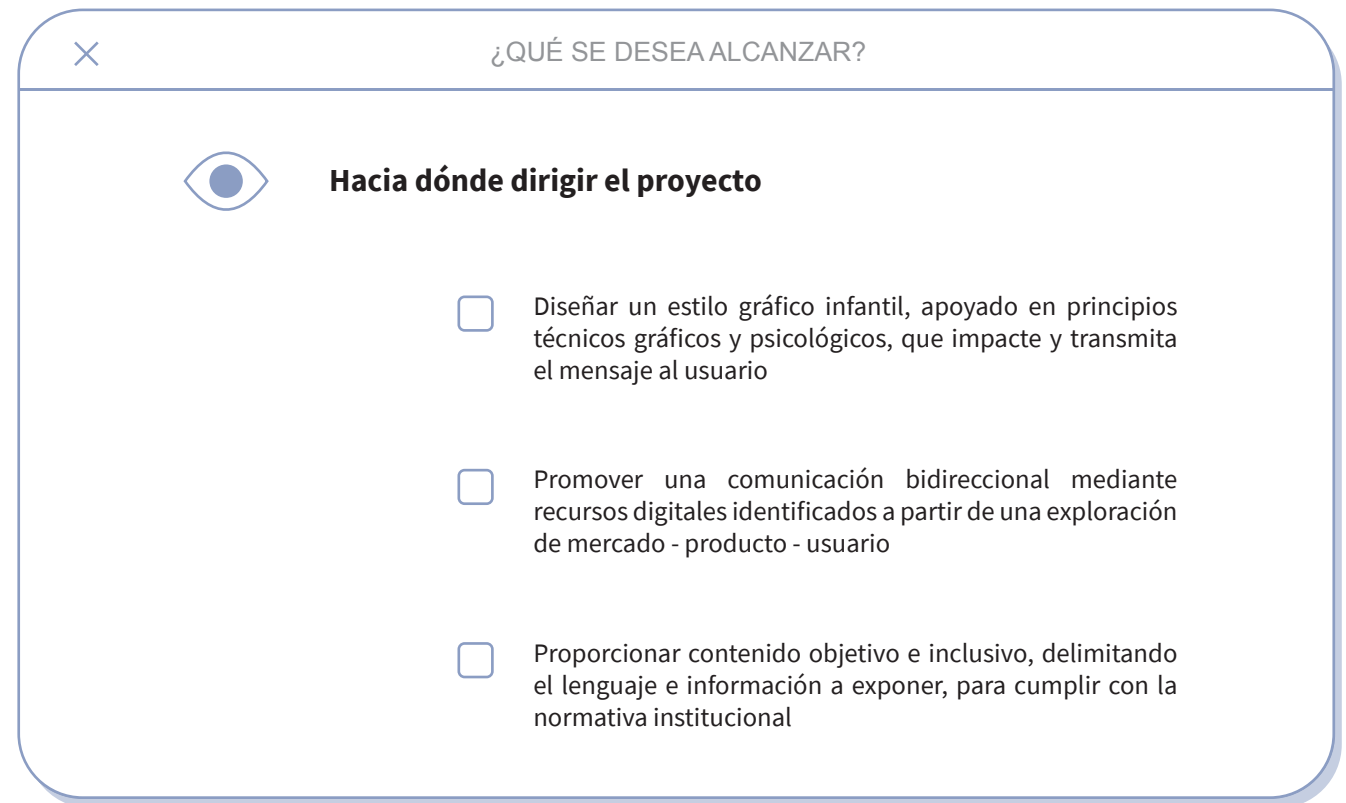 ¿QUÉ SE DESEA ALCANZAR?
Hacia dónde dirigir el proyecto
Diseñar un estilo gráfico infantil, apoyado en principios
técnicos gráficos y psicológicos, que impacte y transmita
el mensaje al usuario
Promover una comunicación bidireccional mediante
recursos digitales identificados a partir de una exploración
de mercado - producto - usuario
Proporcionar contenido objetivo e inclusivo, delimitando
el lenguaje e información a exponer, para cumplir con la
normativa institucional